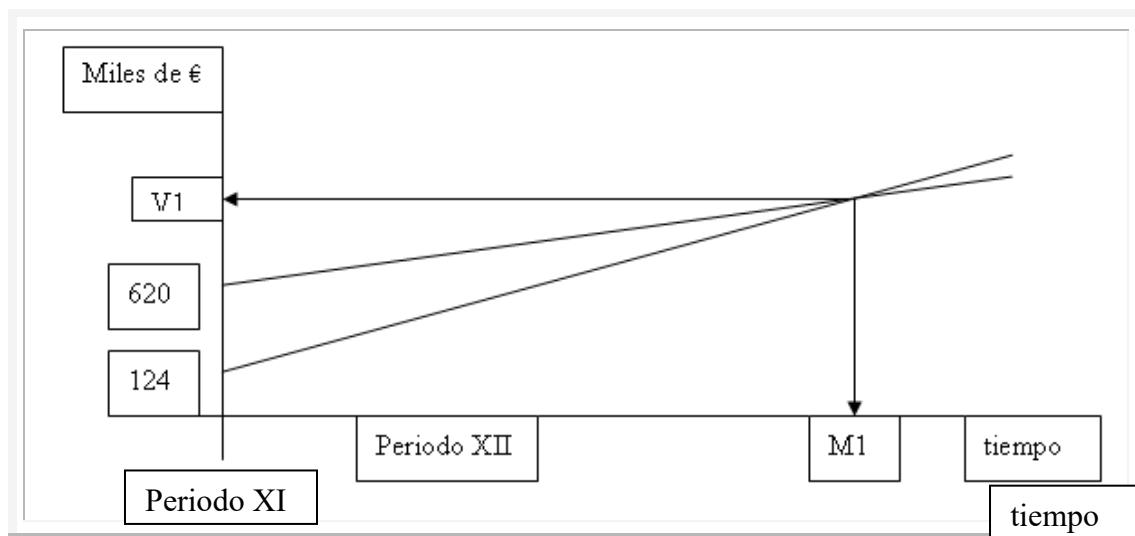 Miles de €
V1
620
124
Periodo XII
M1
tiempo
Periodo XI
tiempo